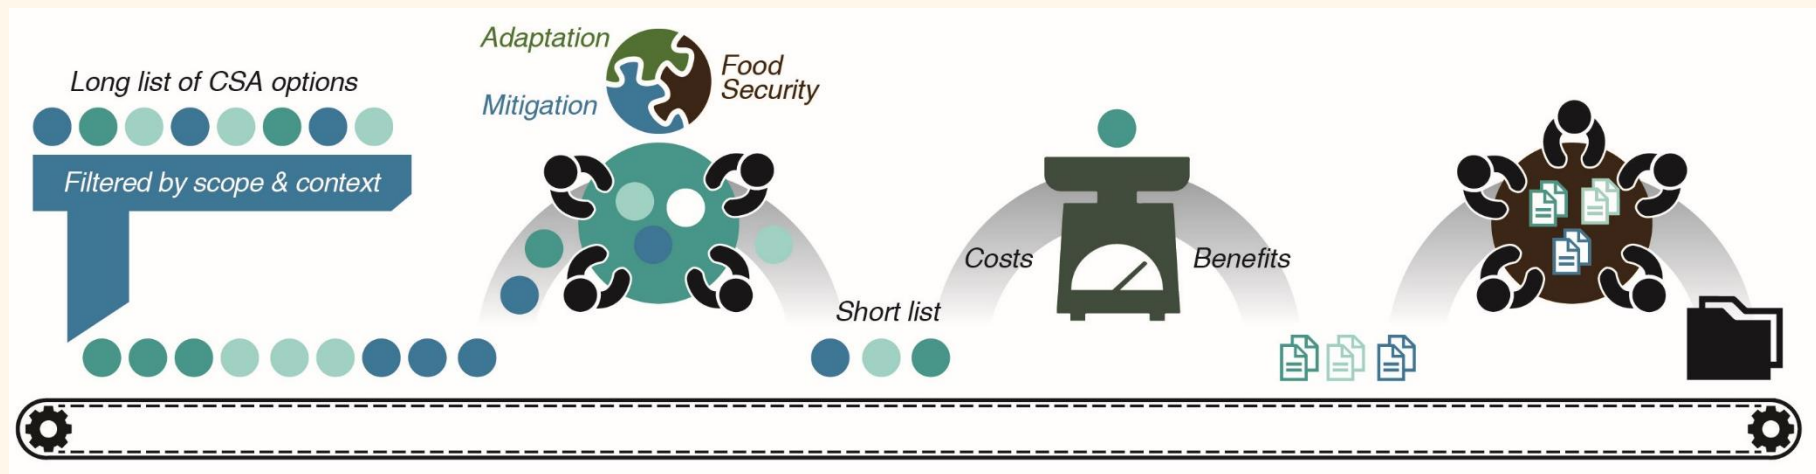 Long list of CSA options
Filtered by scope & context
Adaptation
Mitigation
Food
Security
Short list
Costs
Benefits